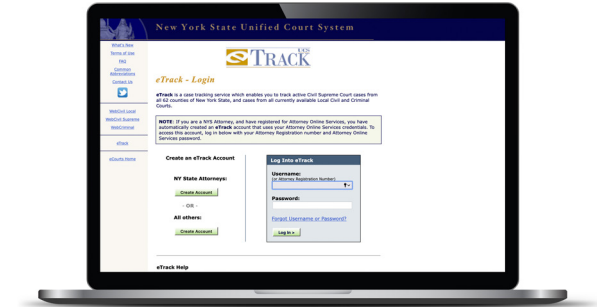 New York State Unified Court System
What's New
Terms of Use
FAQ
Common
Abbreviations
Contact Us
WebCivil Local
WebCivil Supreme
WebCriminal
eTrack
eCourts Home
UCS
ETRACK
eTrack - Login
eTrack is a case tracking service which enables you to track active Civil Supreme Court cases from
all 62 counties of New York State, and cases from all currently available Local Civil and Criminal
Courts.
NOTE: If you are a NYS Attorney, and have registered for Attorney Online Services, you have
automatically created an eTrack account that uses your Attorney Online Services credentials. To
access this account, log in below with your Attorney Registration number and Attorney Online
Services password.
Create an eTrack Account
NY State Attorneys:
Create Account
- OR -
All others:
Create Account
Log Into eTrack
Username:
(or Attorney Registration Number)
Password:
Forgot Username or Password?
Log In »
eTrack Help